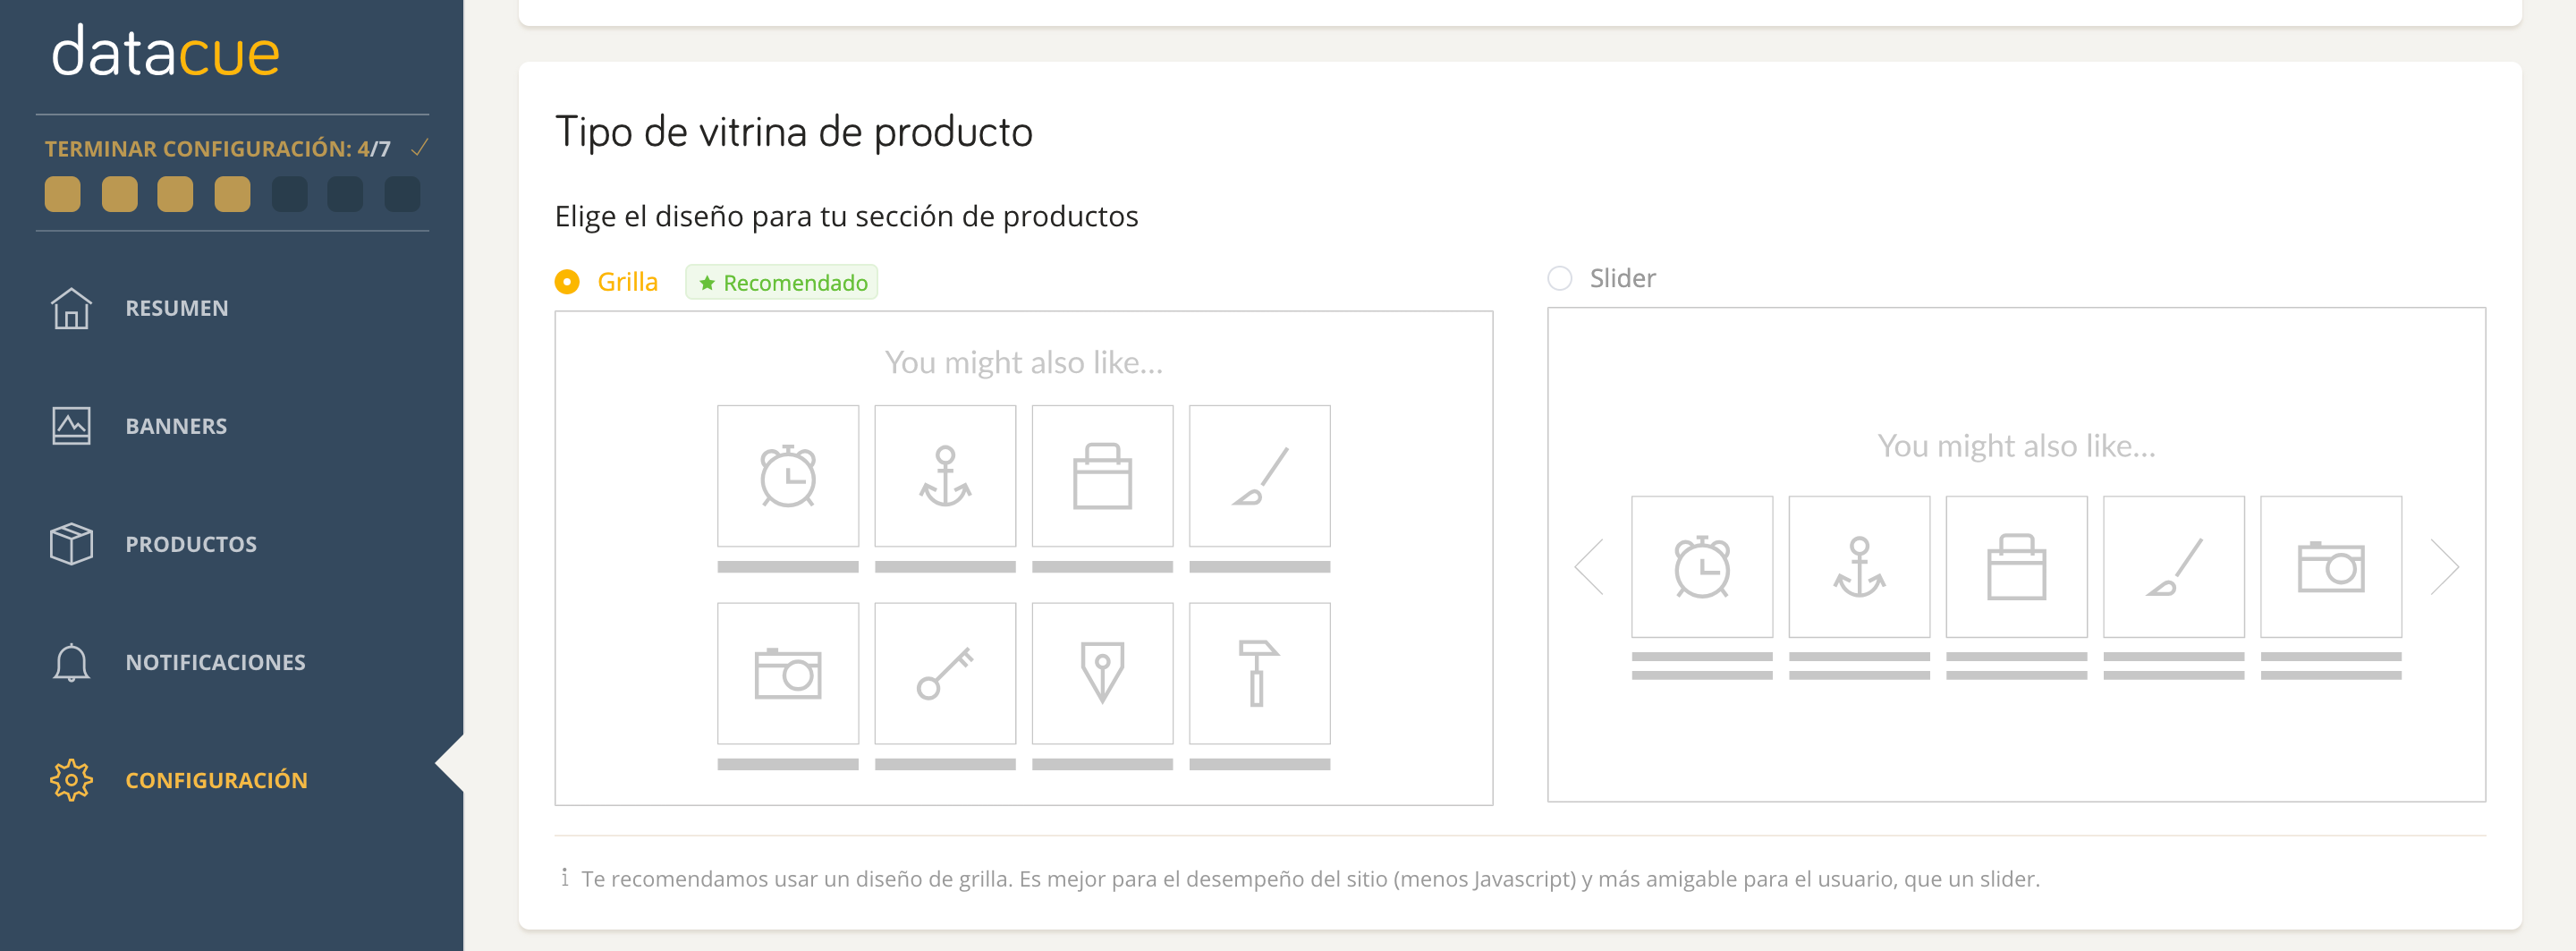 datacue
TERMINAR CONFIGURACIÓN: 4/7
RESUMEN
BANNERS
PRODUCTOS
NOTIFICACIONES
CONFIGURACIÓN
Tipo de vitrina de producto
Elige el diseño para tu sección de productos
Grilla
Recomendado
You might also like...
Slider
You might also like...
Te recomendamos usar un diseño de grilla. Es mejor para el desempeño del sitio (menos Javascript) y más amigable para el usuario, que un slider.